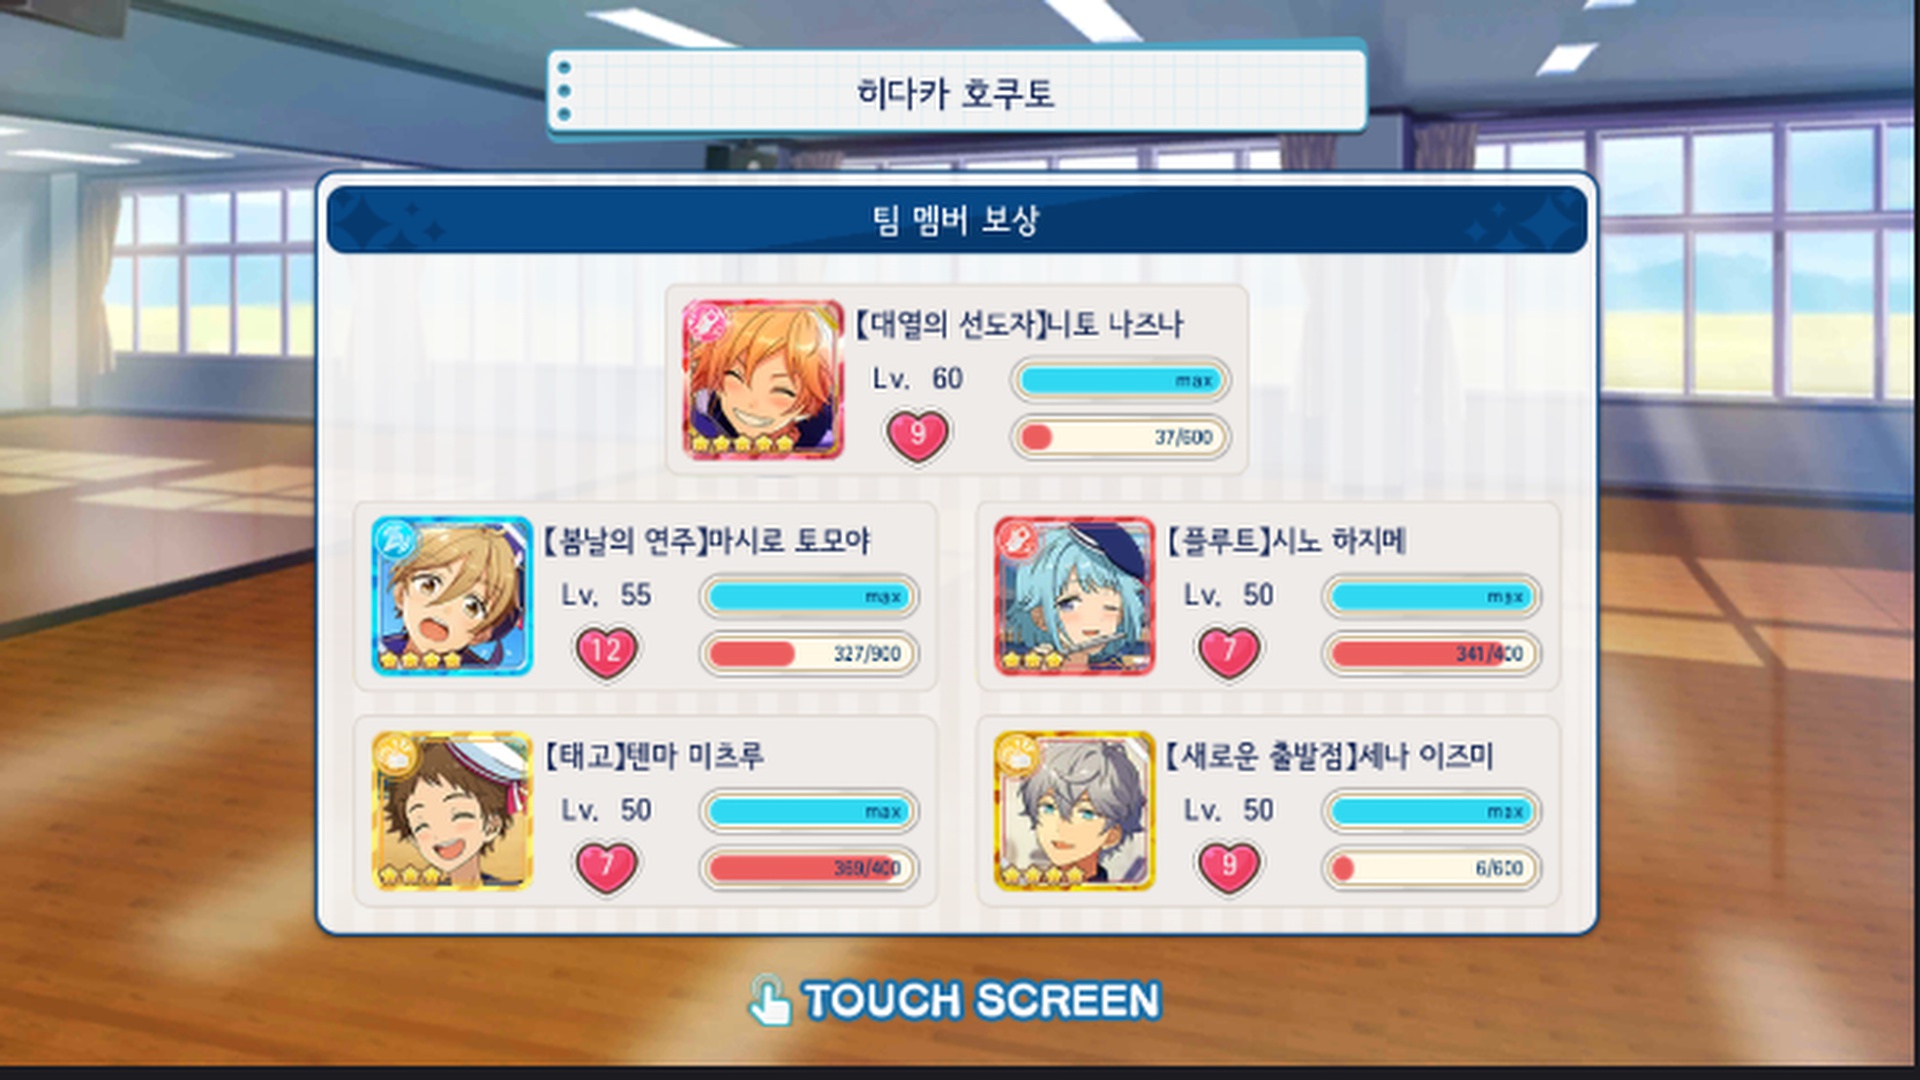 히다카 호쿠토
팀 멤버 보상
【대열의 선도자】니토 나즈나
Lv. 60
max
9
37/600
【봄날의 연주】마시로 토모야
Lv. 55
max
12
327/900
【플루트】시노 하지메
Lv. 50
max
7
341/400
【태고】텐마 미츠루
Lv. 50
max
7
369/400
【새로운 출발점】세나 이즈미
Lv. 50
max
9
6/600
TOUCH SCREEN